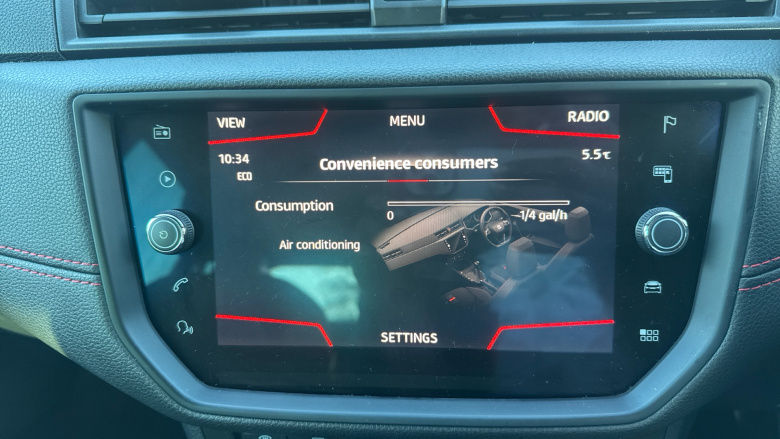 VIEW MENU RADIO
10:34 5.5℃
ECO
Convenience consumers
Consumption
0 1/4 gal/h
Air conditioning
SETTINGS